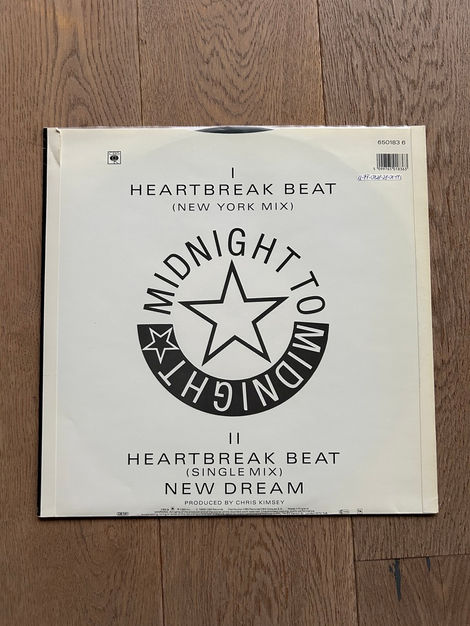 650183 6
I
HEARTBREAK BEAT
(NEW YORK MIX)
MIDNIGHT TO MIDNIGHT
II
HEARTBREAK BEAT
(SINGLE MIX)
NEW DREAM
PRODUCED BY CHRIS KIMSEY